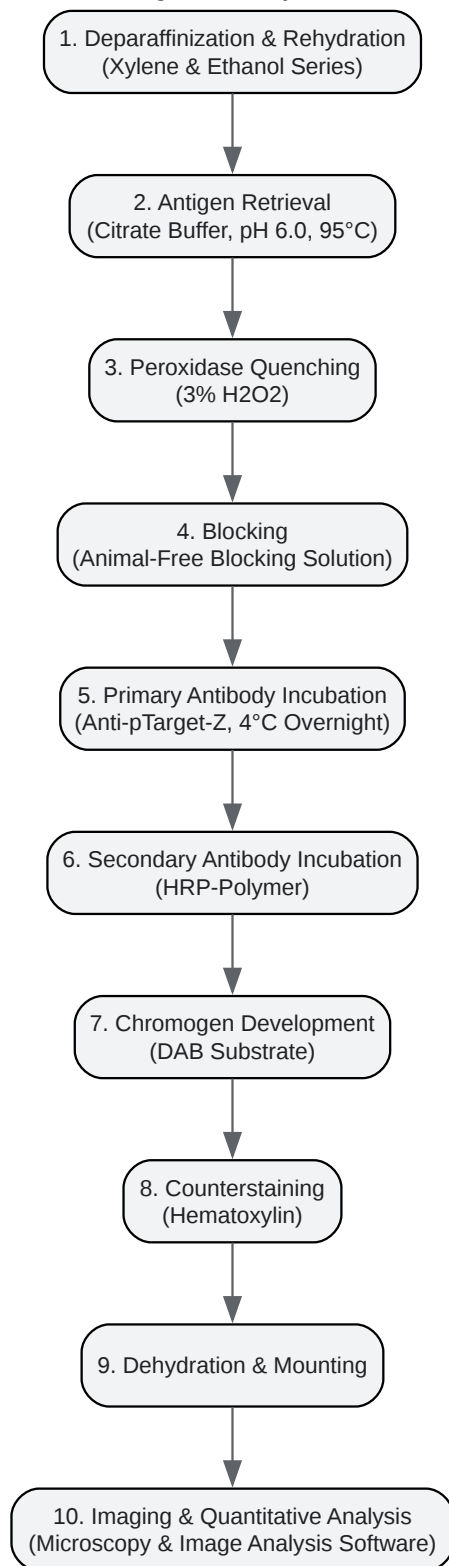 1. Deparaffinization & Rehydration
(Xylene & Ethanol Series)
2. Antigen Retrieval
(Citrate Buffer, pH 6.0, 95°C)
3. Peroxidase Quenching
(3% H2O2)
4. Blocking
(Animal-Free Blocking Solution)
5. Primary Antibody Incubation
(Anti-pTarget-Z, 4°C Overnight)
6. Secondary Antibody Incubation
(HRP-Polymer)
7. Chromogen Development
(DAB Substrate)
8. Counterstaining
(Hematoxylin)
9. Dehydration & Mounting
10. Imaging & Quantitative Analysis
(Microscopy & Image Analysis Software)